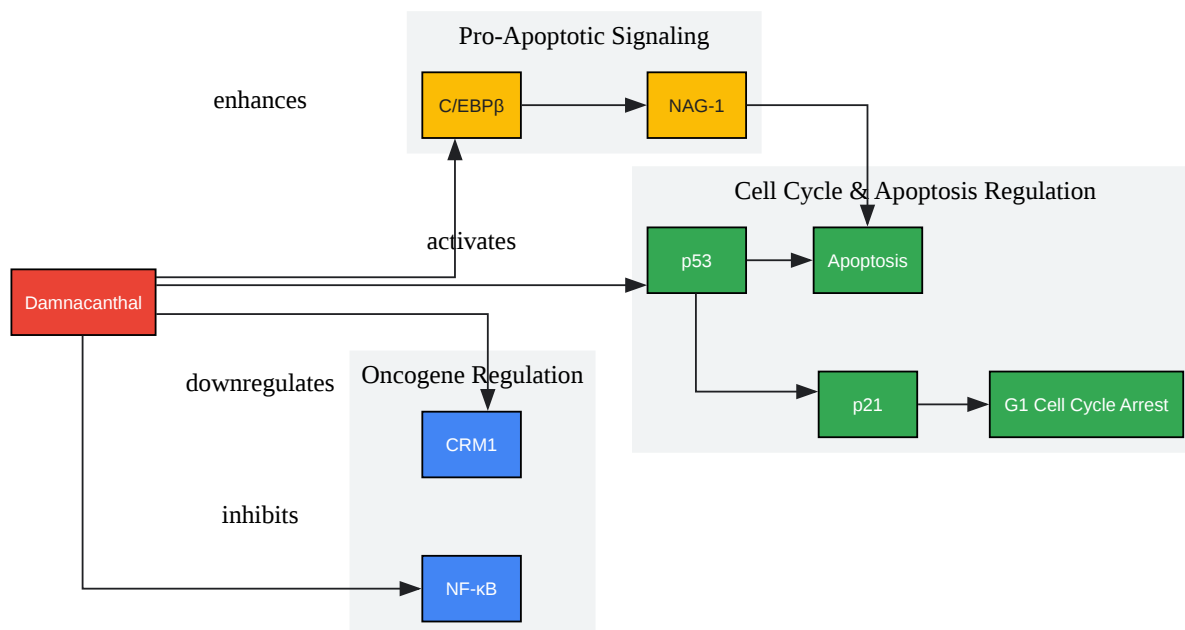 Pro-Apoptotic Signaling
enhances
C/EBPβ
NAG-1
Cell Cycle & Apoptosis Regulation
activates
p53
Apoptosis
Damnacanthal
downregulates
Oncogene Regulation
p21
G1 Cell Cycle Arrest
CRM1
inhibits
NF-κB